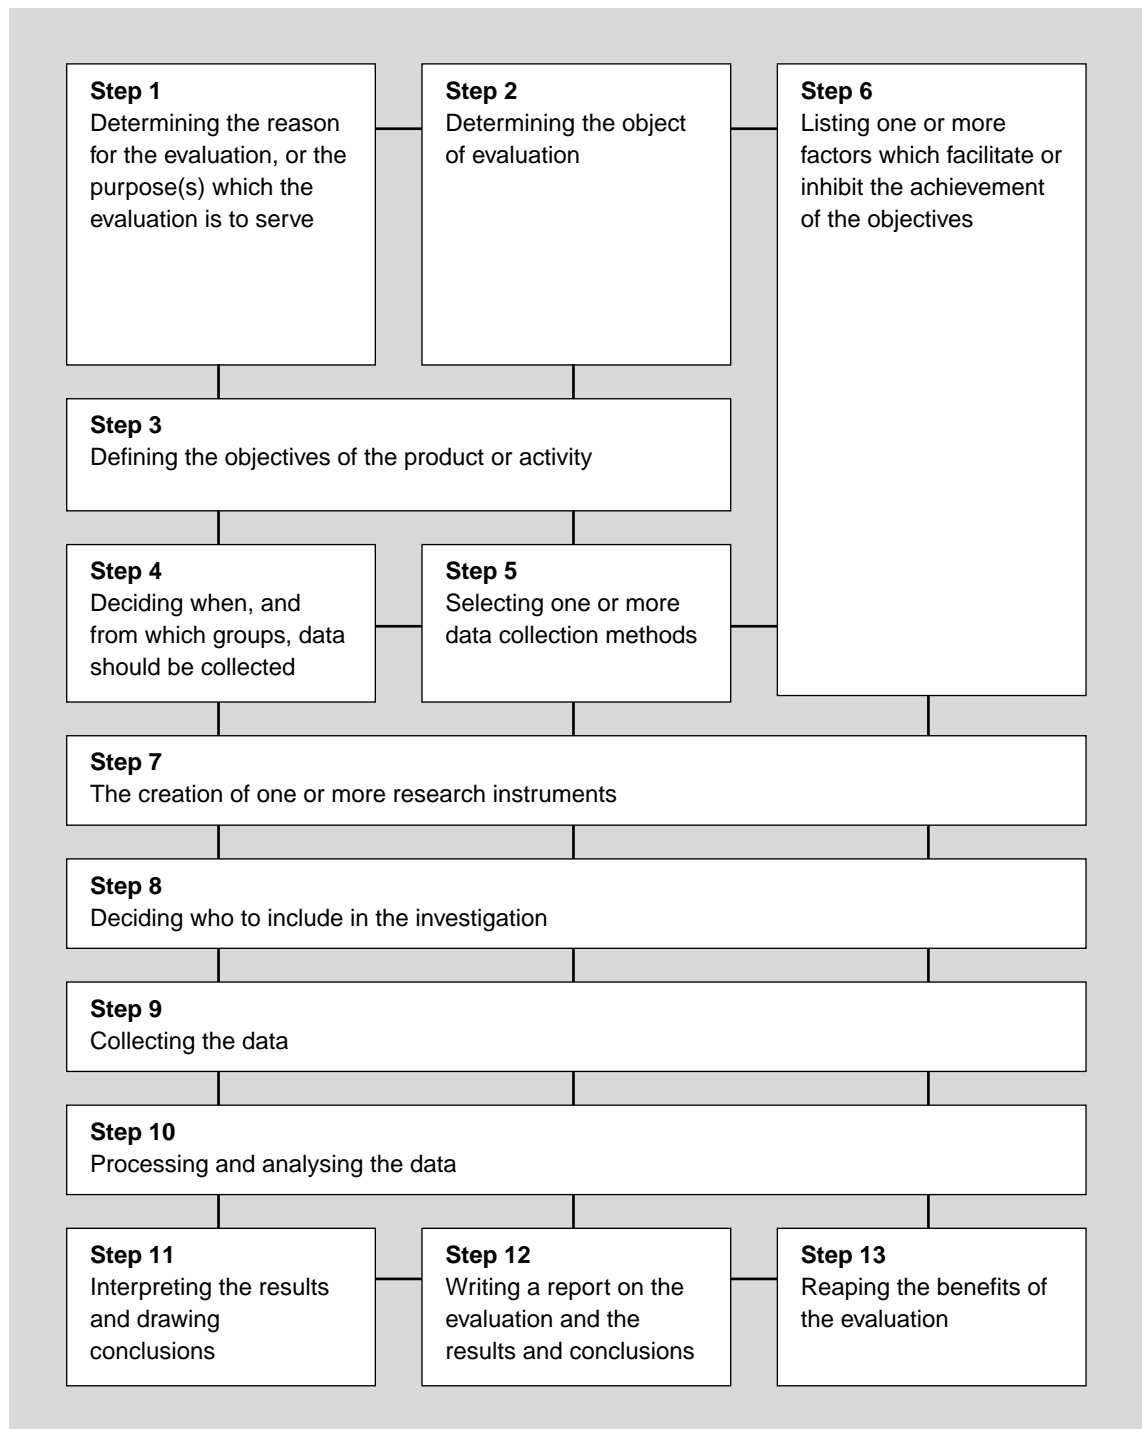 Step 1
Determining the reason
for the evaluation, or the
purpose(s) which the
evaluation is to serve
Step 2
Determining the object
of evaluation
Step 6
Listing one or more
factors which facilitate or
inhibit the achievement
of the objectives
Step 3
Defining the objectives of the product or activity
Step 4
Deciding when, and
from which groups, data
should be collected
Step 5
Selecting one or more
data collection methods
Step 7
The creation of one or more research instruments
Step 8
Deciding who to include in the investigation
Step 9
Collecting the data
Step 10
Processing and analysing the data
Step 11
Interpreting the results
and drawing
conclusions
Step 12
Writing a report on the
evaluation and the
results and conclusions
Step 13
Reaping the benefits of
the evaluation